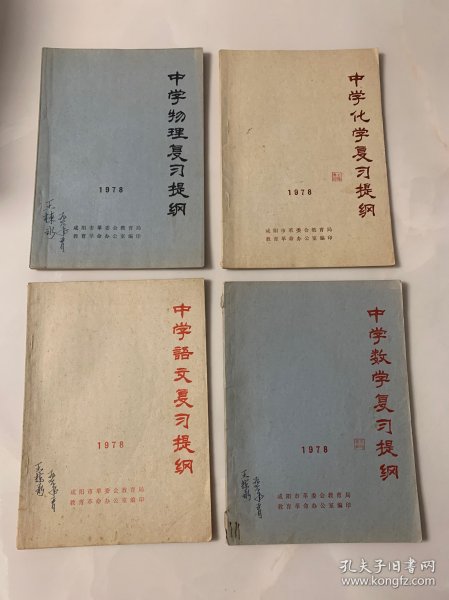 中学物理复习提纲
1978
咸阳市革委会教育局
教育革命办公室编印
中学化学复习提纲
1978
咸阳市革委会教育局
教育革命办公室编印
中学語文复习提纲
1978
咸阳市革委会教育局
教育革命办公室编印
中学数学复习提纲
1978
咸阳市革委会教育局
教育革命办公室编印
孔夫子旧书网
kongfz.com